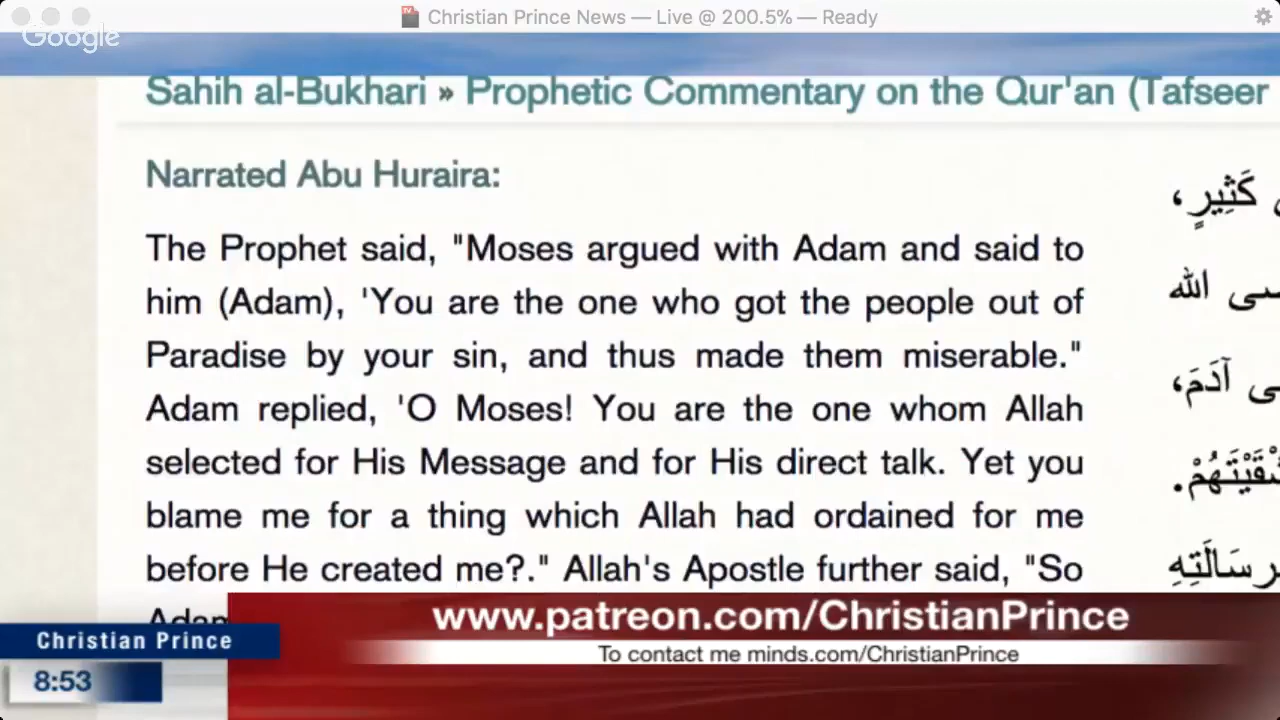 Christian Prince News — Live @ 200.5% — Ready
Google
Sahih al-Bukhari » Prophetic Commentary on the Qur'an (Tafseer
Narrated Abu Huraira:
The Prophet said, "Moses argued with Adam and said to
him (Adam), 'You are the one who got the people out of
Paradise by your sin, and thus made them miserable."
Adam replied, 'O Moses! You are the one whom Allah
selected for His Message and for His direct talk. Yet you
blame me for a thing which Allah had ordained for me
before He created me?." Allah's Apostle further said, "So
كَثِيرٍ،
الله
آدَمَ،
www.patreon.com/ChristianPrince
To contact me minds.com/ChristianPrince
Christian Prince
8:53